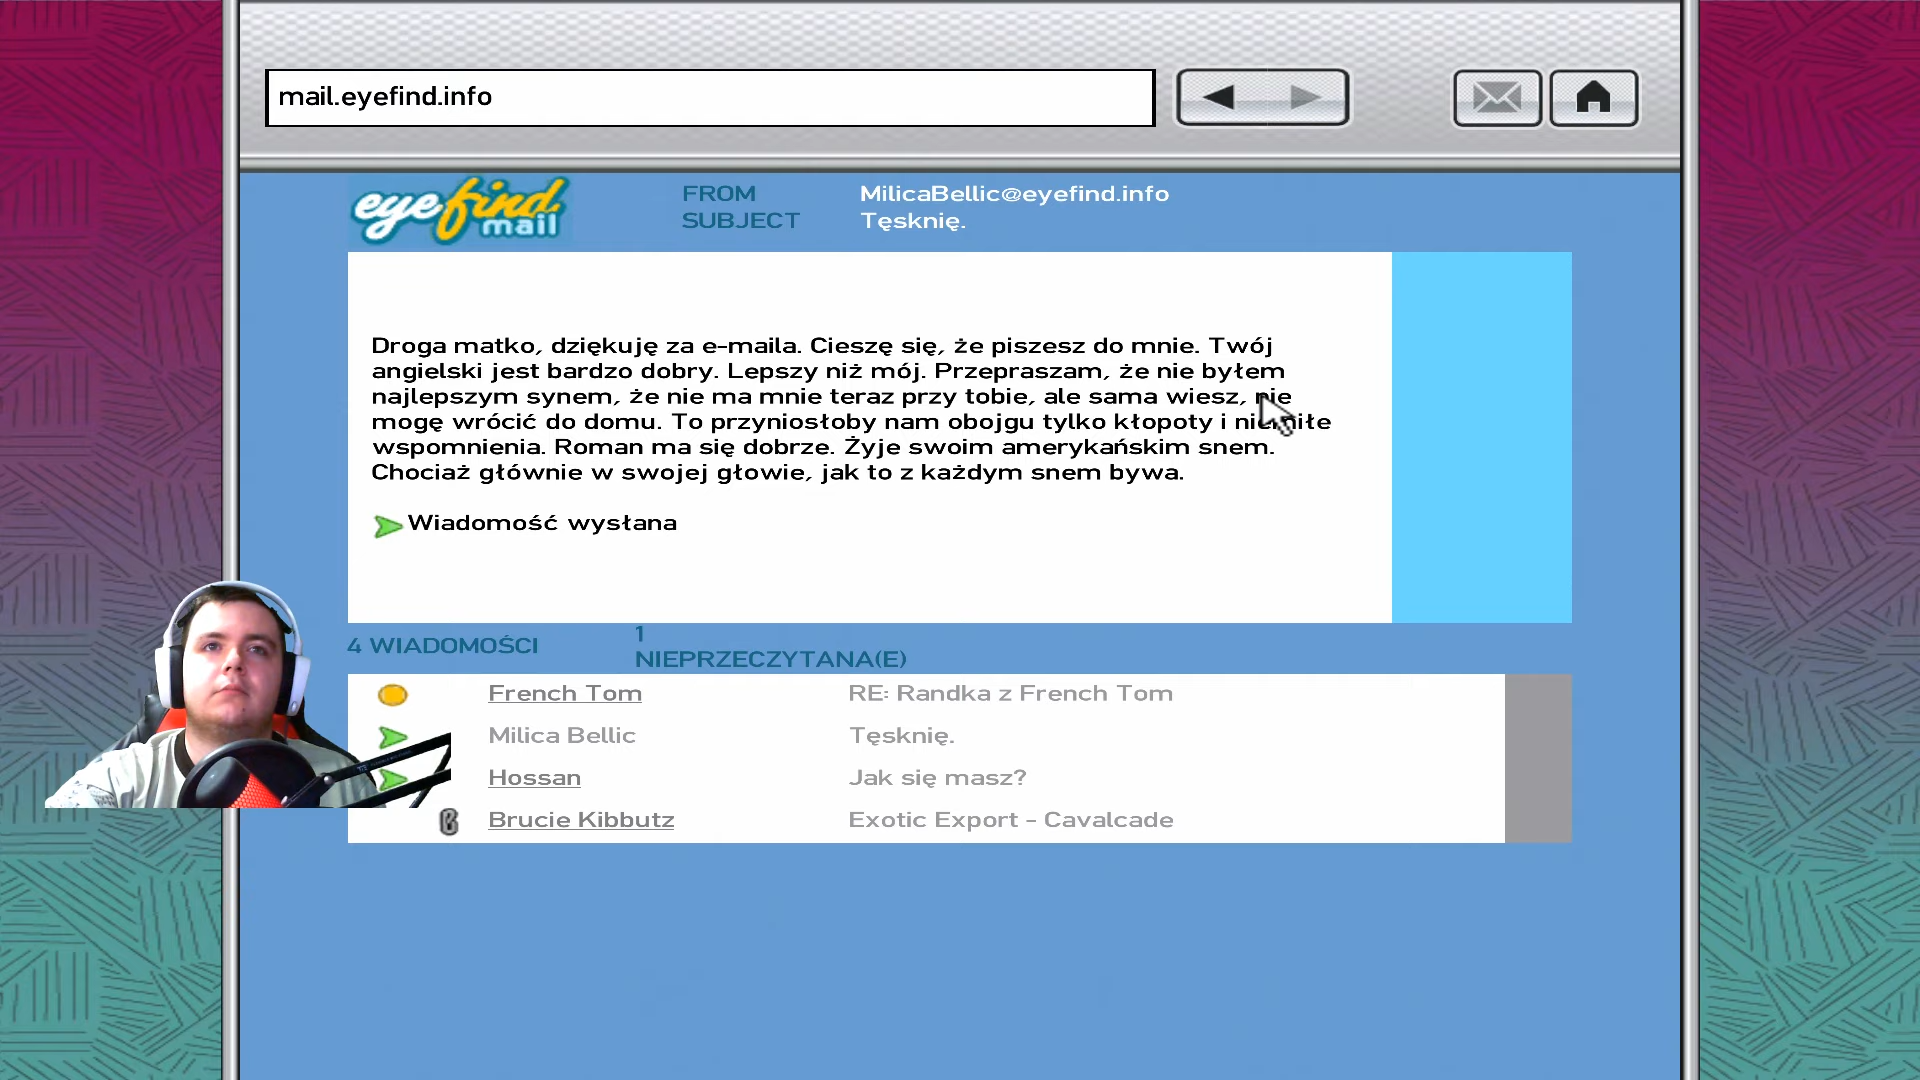 mail.eyefind.info
eyefind
mail
FROM
MilicaBellic@eyefind.info
SUBJECT
Tęsknię.
Droga matko, dziękuję za e-maila. Cieszę się, że piszesz do mnie. Twój
angielski jest bardzo dobry. Lepszy niż mój. Przepraszam, że nie byłem
najlepszym synem, że nie ma mnie teraz przy tobie, ale sama wiesz, nie
mogę wrócić do domu. To przyniosłoby nam obojgu tylko kłopoty i niemiłe
wspomnienia. Roman ma się dobrze. Żyje swoim amerykańskim snem.
Chociaż głównie w swojej głowie, jak to z każdym snem bywa.
Wiadomość wysłana
4 WIADOMOŚCI
1
NIEPRZECZYTANA(E)
French Tom
RE: Randka z French Tom
Milica Bellic
Tęsknię.
Hossan
Jak się masz?
Brucie Kibbutz
Exotic Export - Cavalcade